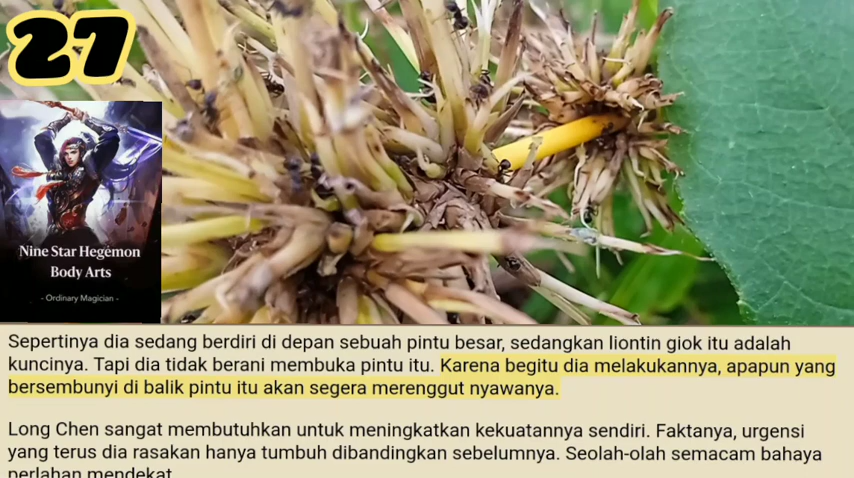 27
Nine Star Hegemon
Body Arts
- Ordinary Magician -
Sepertinya dia sedang berdiri di depan sebuah pintu besar, sedangkan liontin giok itu adalah
kuncinya. Tapi dia tidak berani membuka pintu itu. Karena begitu dia melakukannya, apapun yang
bersembunyi di balik pintu itu akan segera merenggut nyawanya.
Long Chen sangat membutuhkan untuk meningkatkan kekuatannya sendiri. Faktanya, urgensi
yang terus dia rasakan hanya tumbuh dibandingkan sebelumnya. Seolah-olah semacam bahaya
perlahan mendekat